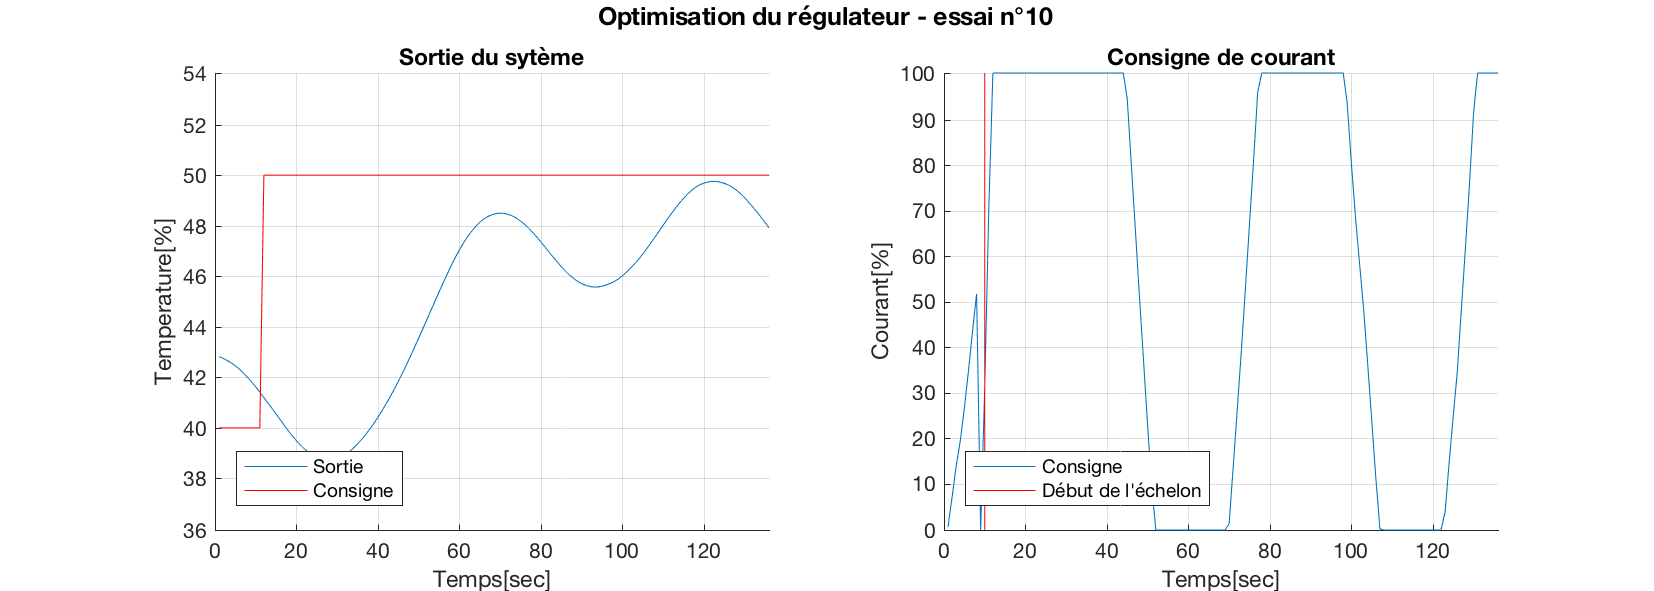 Optimisation du régulateur - essai n°10
Sortie du sytème
54
52
50
48
46
44
42
40
38
36
0 20 40 60 80 100 120
Temperature[%]
Temps[sec]
Sortie
Consigne
Consigne de courant
100
90
80
70
60
50
40
30
20
10
0
0 20 40 60 80 100 120
Courant[%]
Temps[sec]
Consigne
Début de l'échelon